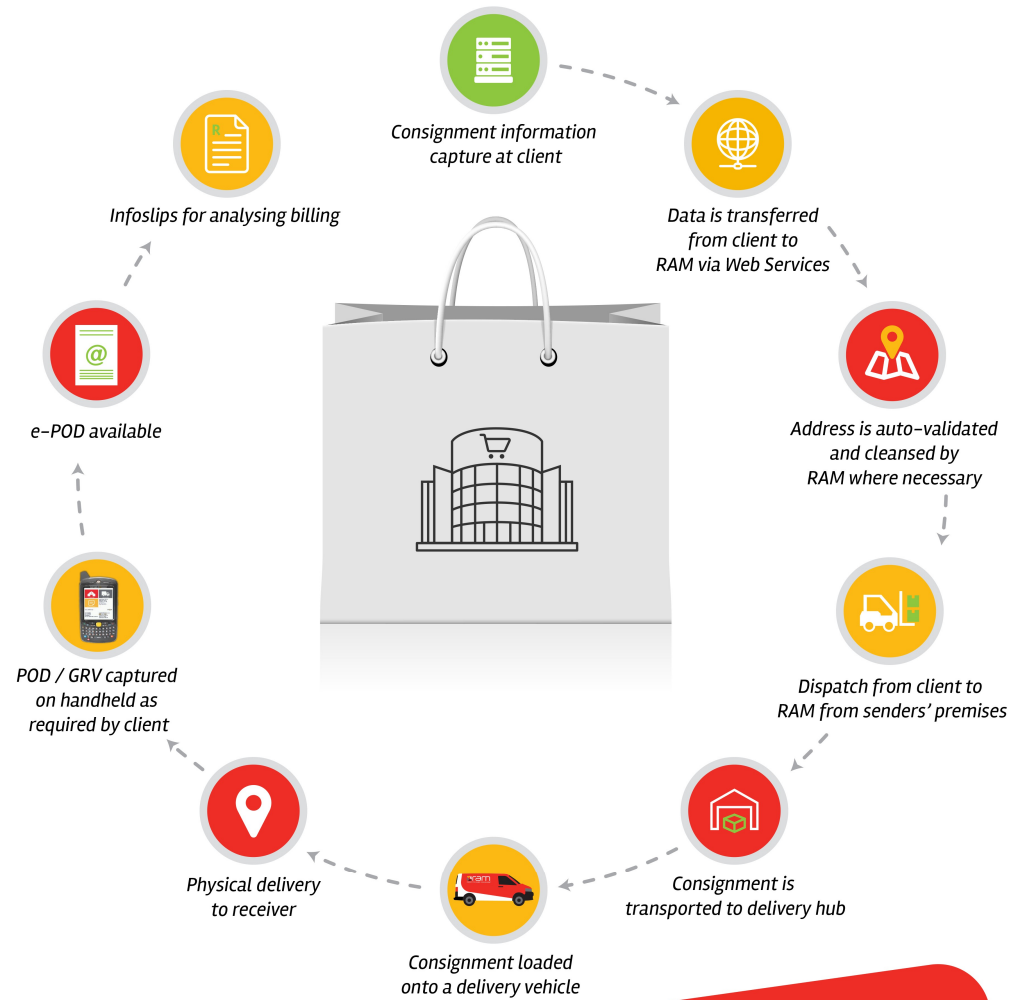 Consignment information
capture at client
Data is transferred
from client to
RAM via Web Services
Address is auto-validated
and cleansed by
RAM where necessary
Dispatch from client to
RAM from senders’ premises
Consignment is
transported to delivery hub
ram
Consignment loaded
onto a delivery vehicle
Physical delivery
to receiver
POD / GRV captured
on handheld as
required by client
@
e-POD available
R
Infoslips for analysing billing